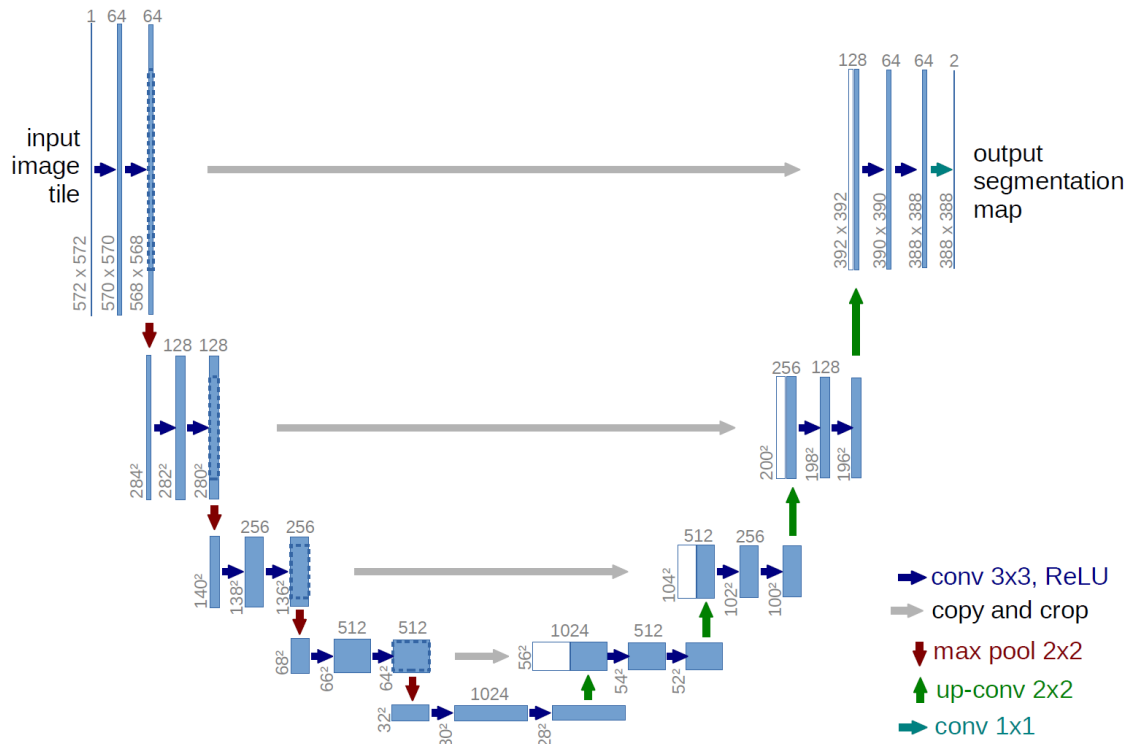 1 64 64
input
image
tile
572 x 572
570 x 570
568 x 568
128 64 64 2
output
segmentation
map
392 x 392
390 x 390
388 x 388
388 x 388
128 128
284²
282²
280²
256 128
200²
198²
196²
256 256
140²
138²
136²
512 256
104²
102²
100²
512 512
68²
66²
64²
1024 512
56²
54²
52²
1024
32²
30²
28²
conv 3x3, ReLU
copy and crop
max pool 2x2
up-conv 2x2
conv 1x1